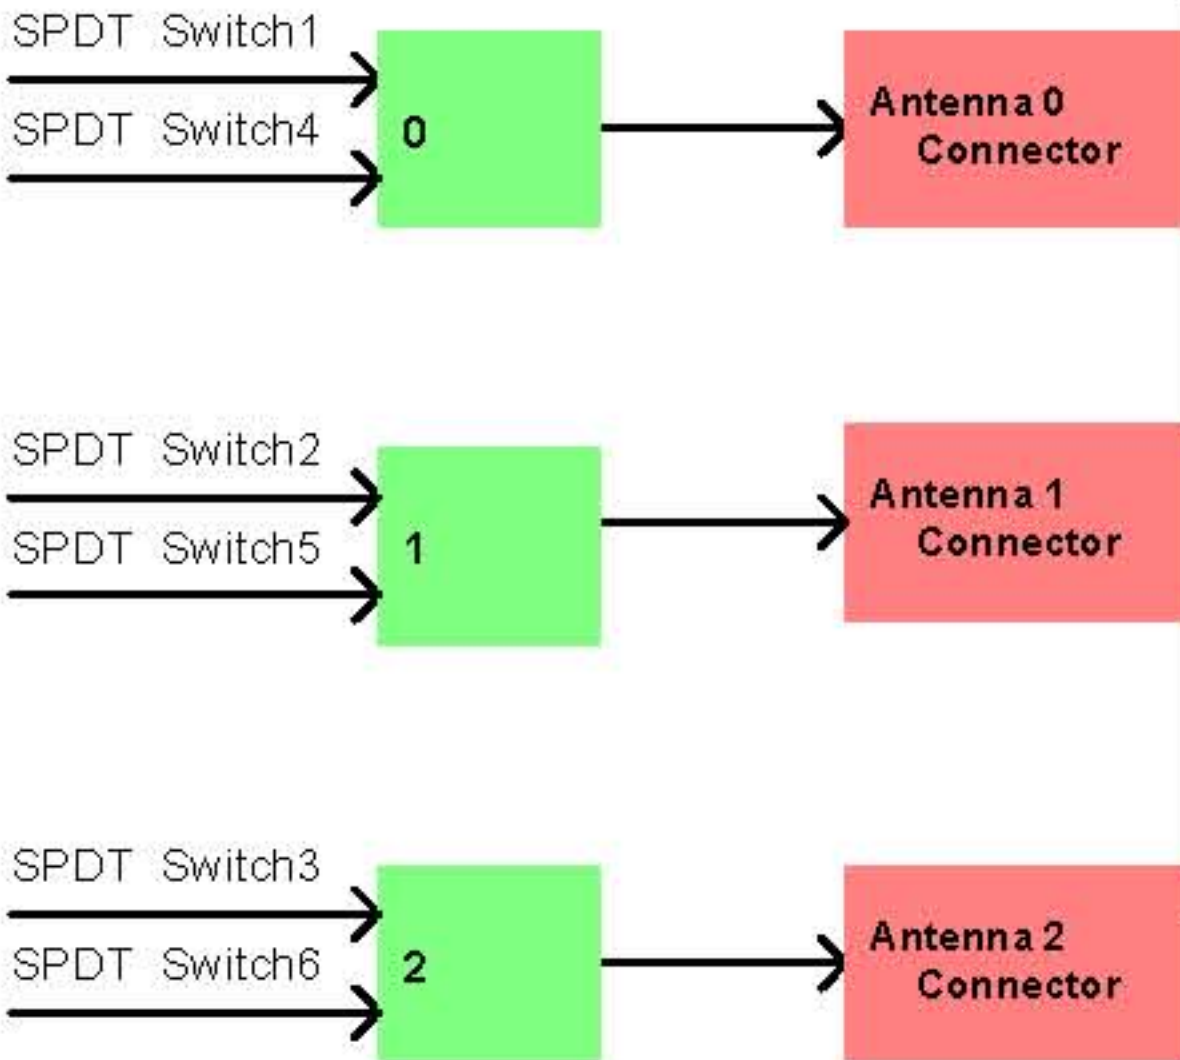 SPDT Switch1
SPDT Switch4
0
Antenna 0
Connector
SPDT Switch2
SPDT Switch5
1
Antenna 1
Connector
SPDT Switch3
SPDT Switch6
2
Antenna 2
Connector